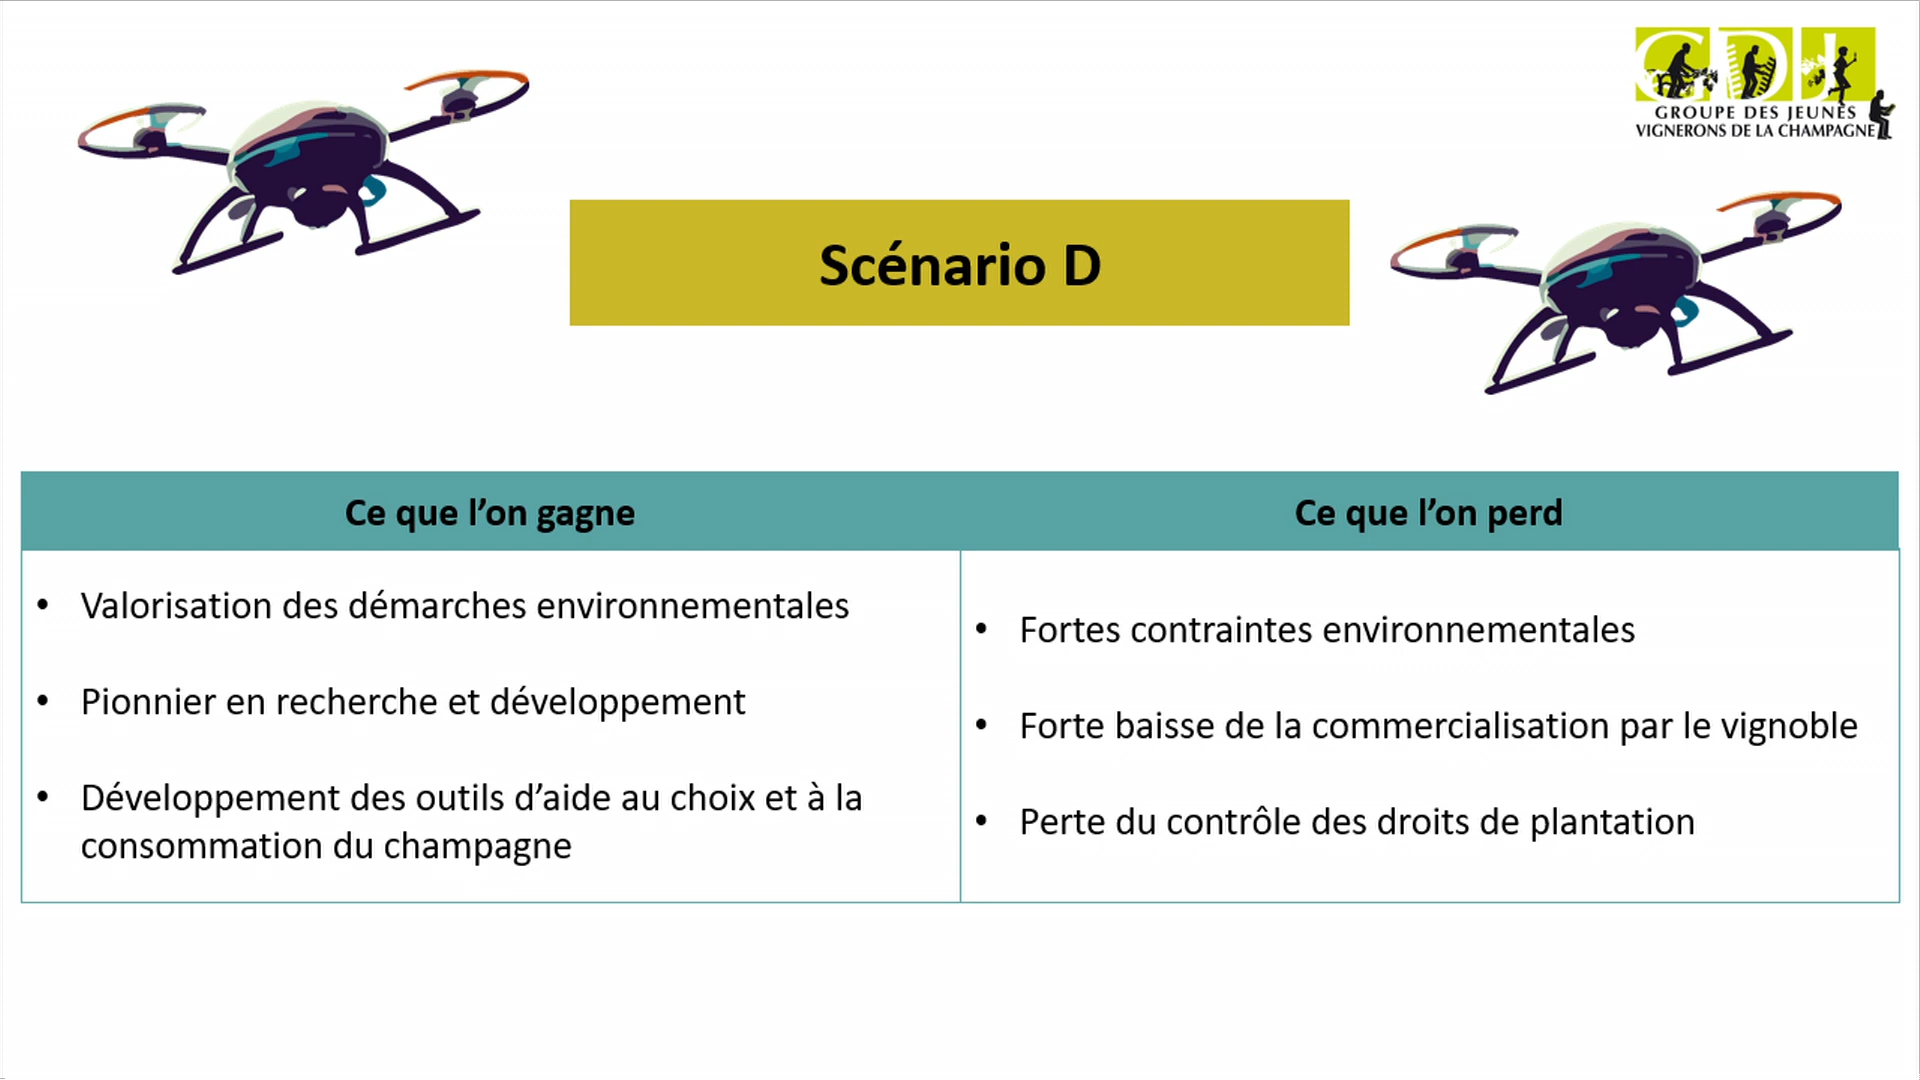 GDJ
GROUPE DES JEUNES
VIGNERONS DE LA CHAMPAGNE
Scénario D
Ce que l’on gagne
• Valorisation des démarches environnementales
• Pionnier en recherche et développement
• Développement des outils d’aide au choix et à la
consommation du champagne
Ce que l’on perd
• Fortes contraintes environnementales
• Forte baisse de la commercialisation par le vignoble
• Perte du contrôle des droits de plantation